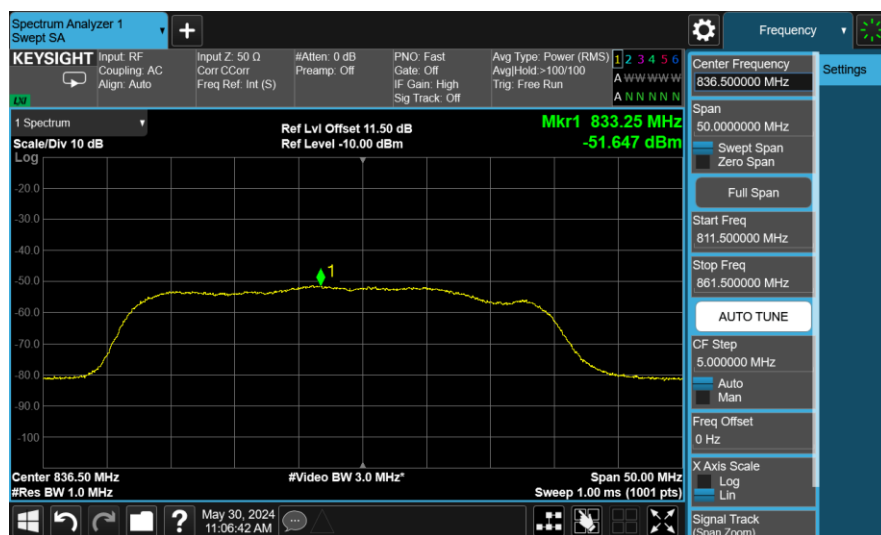 Spectrum Analyzer 1
Swept SA
+
Frequency
KEYSIGHT
Input: RF
Coupling: AC
Align: Auto
Input Z: 50 Ω
Corr CCorr
Freq Ref: Int (S)
#Atten: 0 dB
Preamp: Off
PNO: Fast
Gate: Off
IF Gain: High
Sig Track: Off
Avg Type: Power (RMS)
Avg|Hold:>100/100
Trig: Free Run
1 2 3 4 5 6
A W W W W W
A N N N N N
LXI
1 Spectrum
Scale/Div 10 dB
Log
Ref Lvl Offset 11.50 dB
Ref Level -10.00 dBm
Mkr1 833.25 MHz
-51.647 dBm
-20.0
-30.0
-40.0
-50.0
-60.0
-70.0
-80.0
-90.0
-100
1
Center 836.50 MHz
#Res BW 1.0 MHz
#Video BW 3.0 MHz*
Span 50.00 MHz
Sweep 1.00 ms (1001 pts)
?
May 30, 2024
11:06:42 AM
Center Frequency
836.500000 MHz
Settings
Span
50.0000000 MHz
Swept Span
Zero Span
Full Span
Start Freq
811.500000 MHz
Stop Freq
861.500000 MHz
AUTO TUNE
CF Step
5.000000 MHz
Auto
Man
Freq Offset
0 Hz
X Axis Scale
Log
Lin
Signal Track
(Span Zoom)